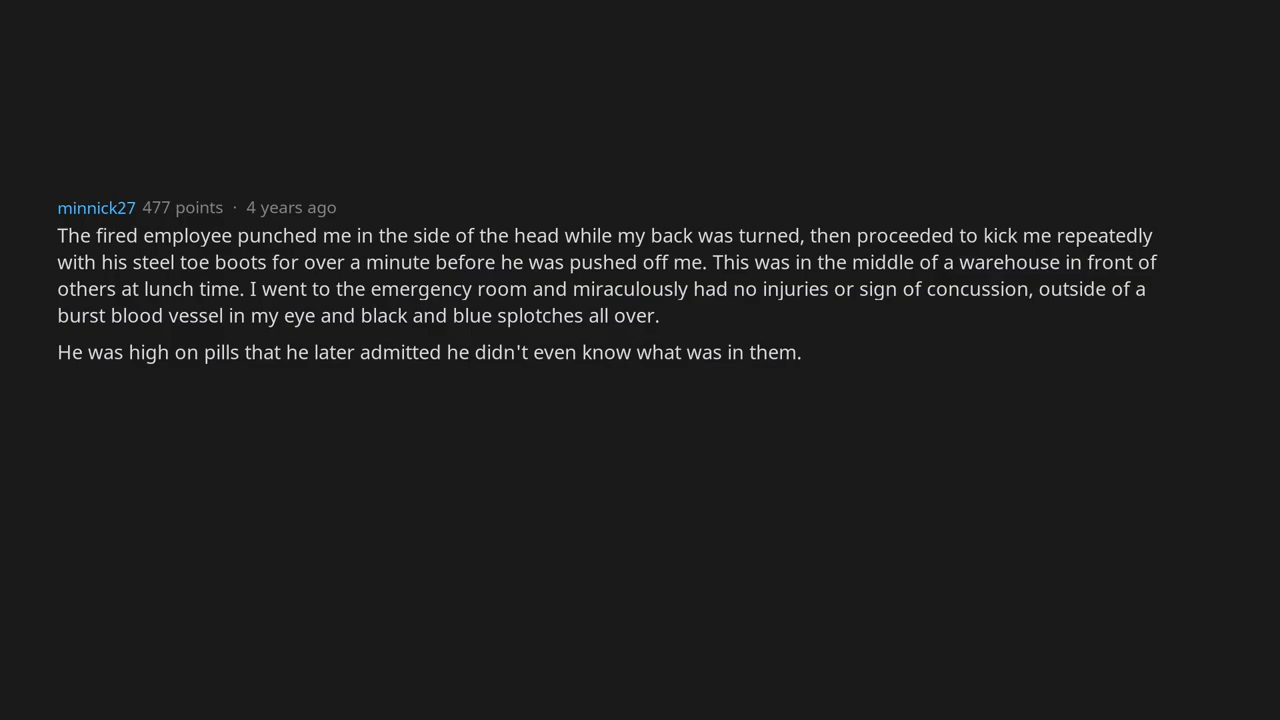 minnick27 477 points · 4 years ago
The fired employee punched me in the side of the head while my back was turned, then proceeded to kick me repeatedly
with his steel toe boots for over a minute before he was pushed off me. This was in the middle of a warehouse in front of
others at lunch time. I went to the emergency room and miraculously had no injuries or sign of concussion, outside of a
burst blood vessel in my eye and black and blue splotches all over.
He was high on pills that he later admitted he didn't even know what was in them.